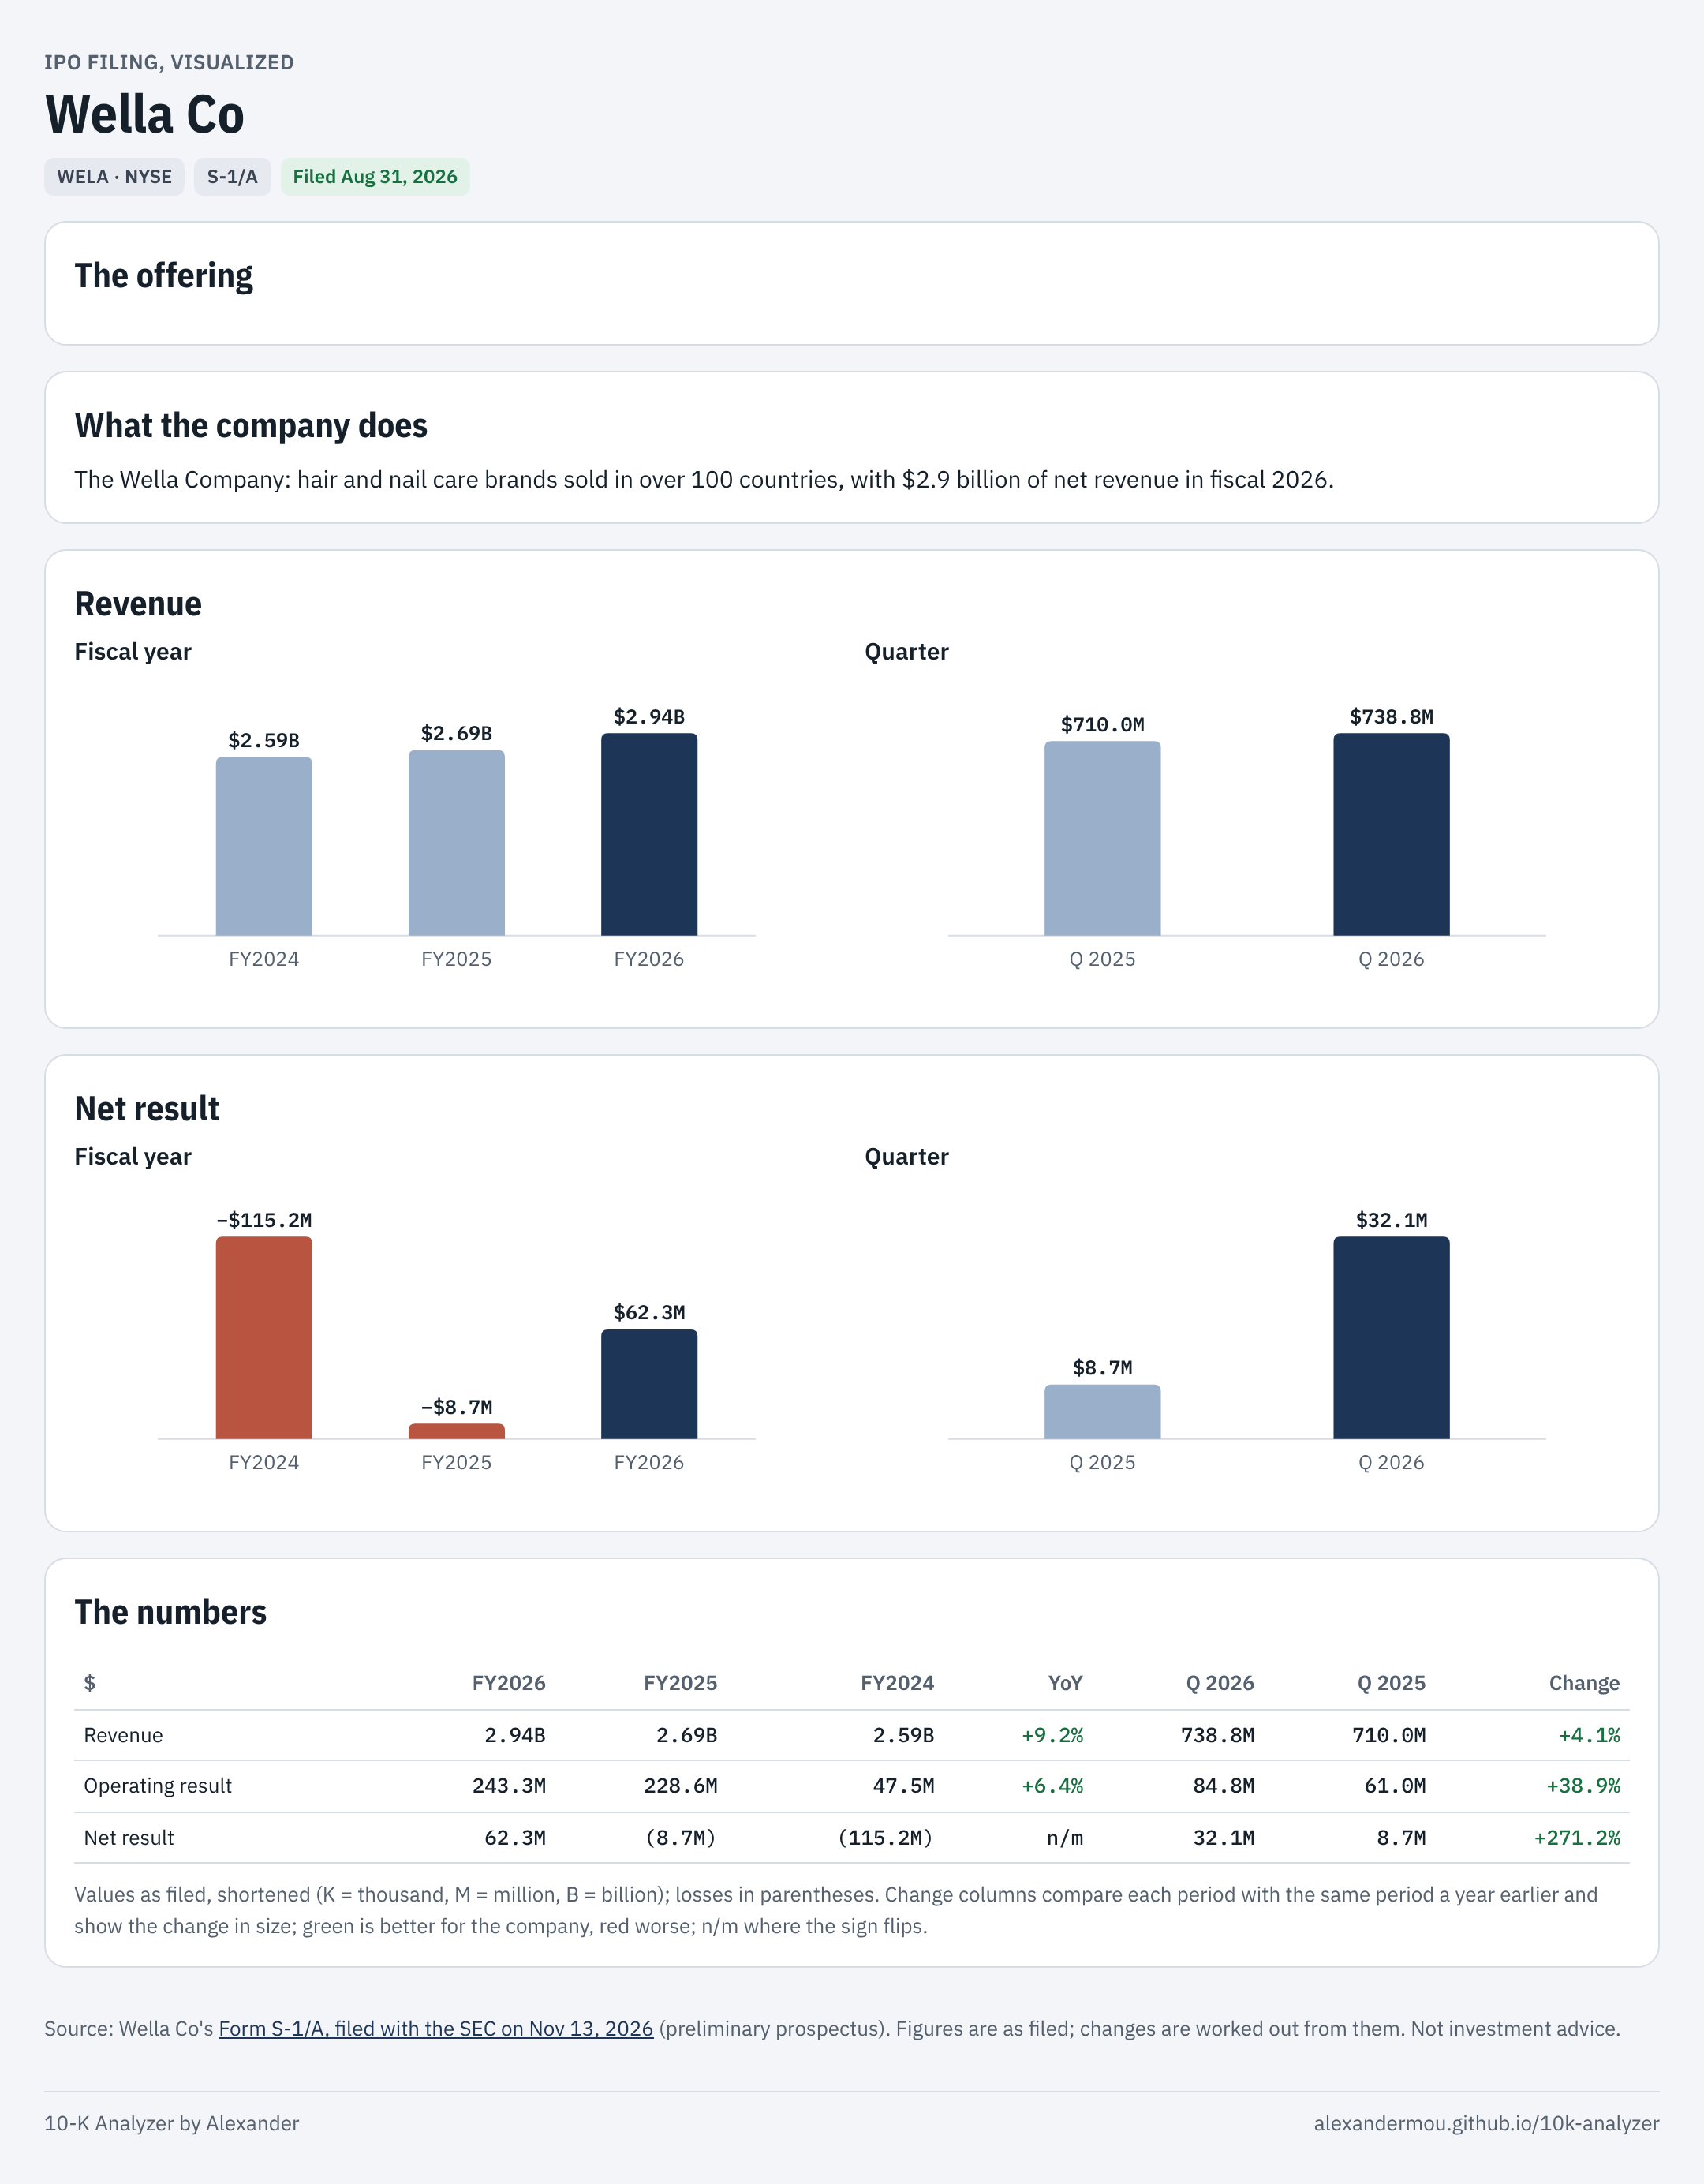 IPO FILING, VISUALIZED
Wella Co
WELA · NYSE S-1/A Filed Aug 31, 2026
The offering
What the company does
The Wella Company: hair and nail care brands sold in over 100 countries, with $2.9 billion of net revenue in fiscal 2026.
Revenue
Fiscal year
$2.59B $2.69B $2.94B
FY2024 FY2025 FY2026
Quarter
$710.0M $738.8M
Q 2025 Q 2026
Net result
Fiscal year
−$115.2M −$8.7M $62.3M
FY2024 FY2025 FY2026
Quarter
$8.7M $32.1M
Q 2025 Q 2026
The numbers
$ FY2026 FY2025 FY2024 YoY Q 2026 Q 2025 Change
Revenue 2.94B 2.69B 2.59B +9.2% 738.8M 710.0M +4.1%
Operating result 243.3M 228.6M 47.5M +6.4% 84.8M 61.0M +38.9%
Net result 62.3M (8.7M) (115.2M) n/m 32.1M 8.7M +271.2%
Values as filed, shortened (K = thousand, M = million, B = billion); losses in parentheses. Change columns compare each period with the same period a year earlier and
show the change in size; green is better for the company, red worse; n/m where the sign flips.
Source: Wella Co's Form S-1/A, filed with the SEC on Nov 13, 2026 (preliminary prospectus). Figures are as filed; changes are worked out from them. Not investment advice.
10-K Analyzer by Alexander
alexandermou.github.io/10k-analyzer